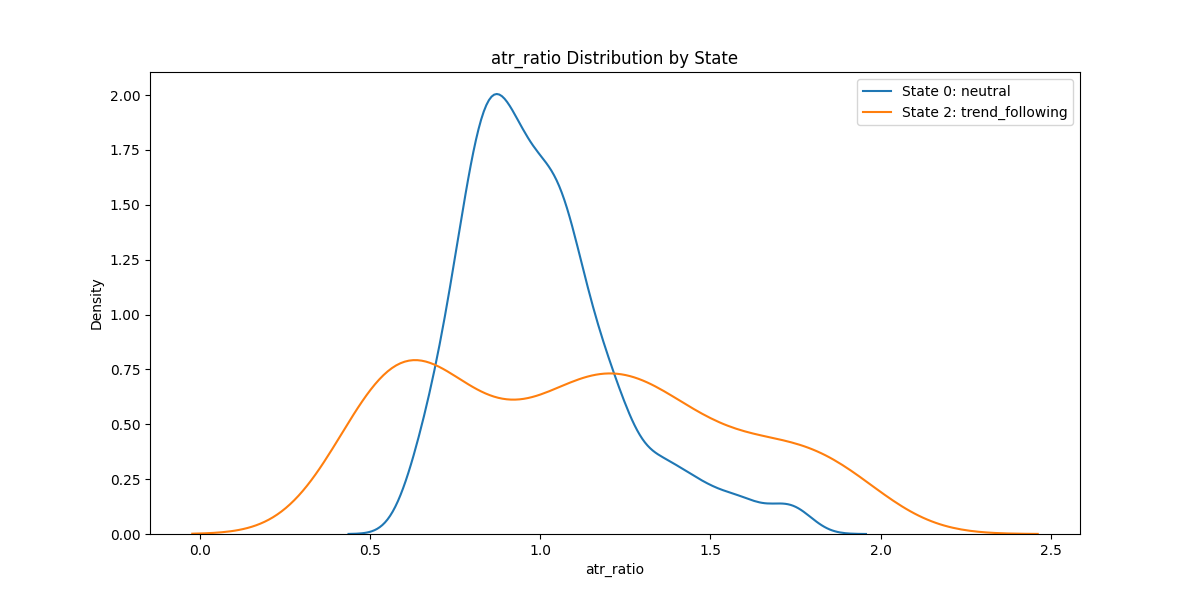 atr_ratio Distribution by State
State 0: neutral
State 2: trend_following
Density
2.00
1.75
1.50
1.25
1.00
0.75
0.50
0.25
0.00
0.0 0.5 1.0 1.5 2.0 2.5
atr_ratio